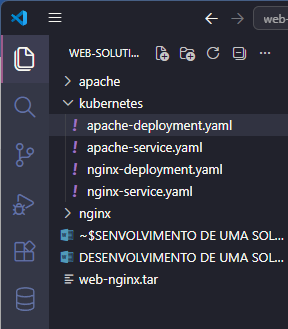 web-
WEB-SOLUTI...
apache
kubernetes
! apache-deployment.yaml
! apache-service.yaml
! nginx-deployment.yaml
! nginx-service.yaml
nginx
~$SENVOLVIMENTO DE UMA SOL...
DESENVOLVIMENTO DE UMA SOL...
web-nginx.tar